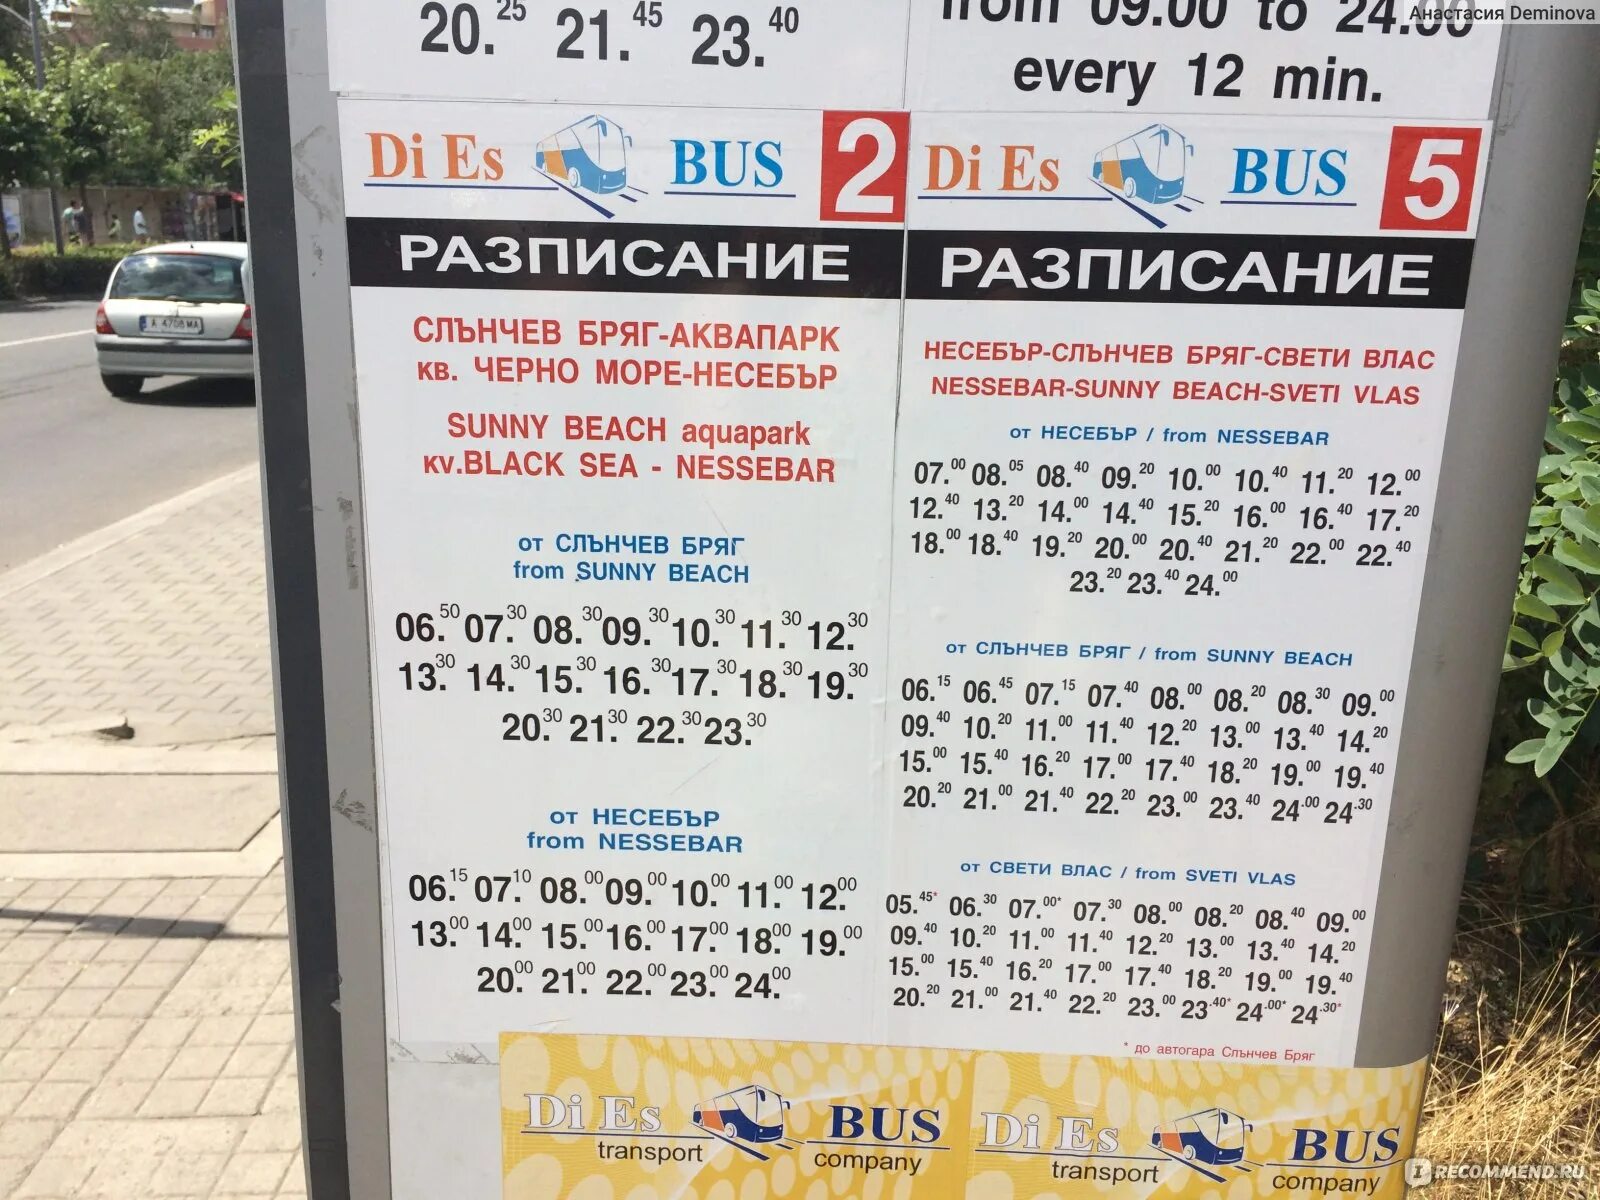 Анастасия Deminova
20.25 21.45 23.40
from 09.00 to 24.00
every 12 min.
Di Es BUS 2
РАЗПИСАНИЕ
СЛЪНЧЕВ БРЯГ-АКВАПАРК
кв. ЧЕРНО МОРЕ-НЕСЕБЪР
SUNNY BEACH aquapark
кv.BLACK SEA - NESSEBAR
от СЛЪНЧЕВ БРЯГ
from SUNNY BEACH
06.50 07.30 08.30 09.30 10.30 11.30 12.30
13.30 14.30 15.30 16.30 17.30 18.30 19.30
20.30 21.30 22.30 23.30
от НЕСЕБЪР
from NESSEBAR
06.15 07.10 08.00 09.00 10.00 11.00 12.00
13.00 14.00 15.00 16.00 17.00 18.00 19.00
20.00 21.00 22.00 23.00 24.00
Di Es BUS 5
РАЗПИСАНИЕ
НЕСЕБЪР-СЛЪНЧЕВ БРЯГ-СВЕТИ ВЛАС
NESSEBAR-SUNNY BEACH-SVETI VLAS
от НЕСЕБЪР / from NESSEBAR
07.00 08.05 08.40 09.20 10.00 10.40 11.20 12.00
12.40 13.20 14.00 14.40 15.20 16.00 16.40 17.20
18.00 18.40 19.20 20.00 20.40 21.20 22.00 22.40
23.20 23.40 24.00
от СЛЪНЧЕВ БРЯГ / from SUNNY BEACH
06.15 06.45 07.15 07.40 08.00 08.20 08.30 09.00
09.40 10.20 11.00 11.40 12.20 13.00 13.40 14.20
15.00 15.40 16.20 17.00 17.40 18.20 19.00 19.40
20.20 21.00 21.40 22.20 23.00 23.40 24.00 24.30
от СВЕТИ ВЛАС / from SVETI VLAS
05.45* 06.30 07.00* 07.30 08.00 08.20 08.40 09.00
09.40 10.20 11.00 11.40 12.20 13.00 13.40 14.20
15.00 15.40 16.20 17.00 17.40 18.20 19.00 19.40
20.20 21.00 21.40 22.20 23.00 23.40* 24.00* 24.30*
* до автогара Слънчев Бряг
Di Es BUS
transport company
Di Es BUS
transport company
A 4708 MA
RECOMMEND.RU